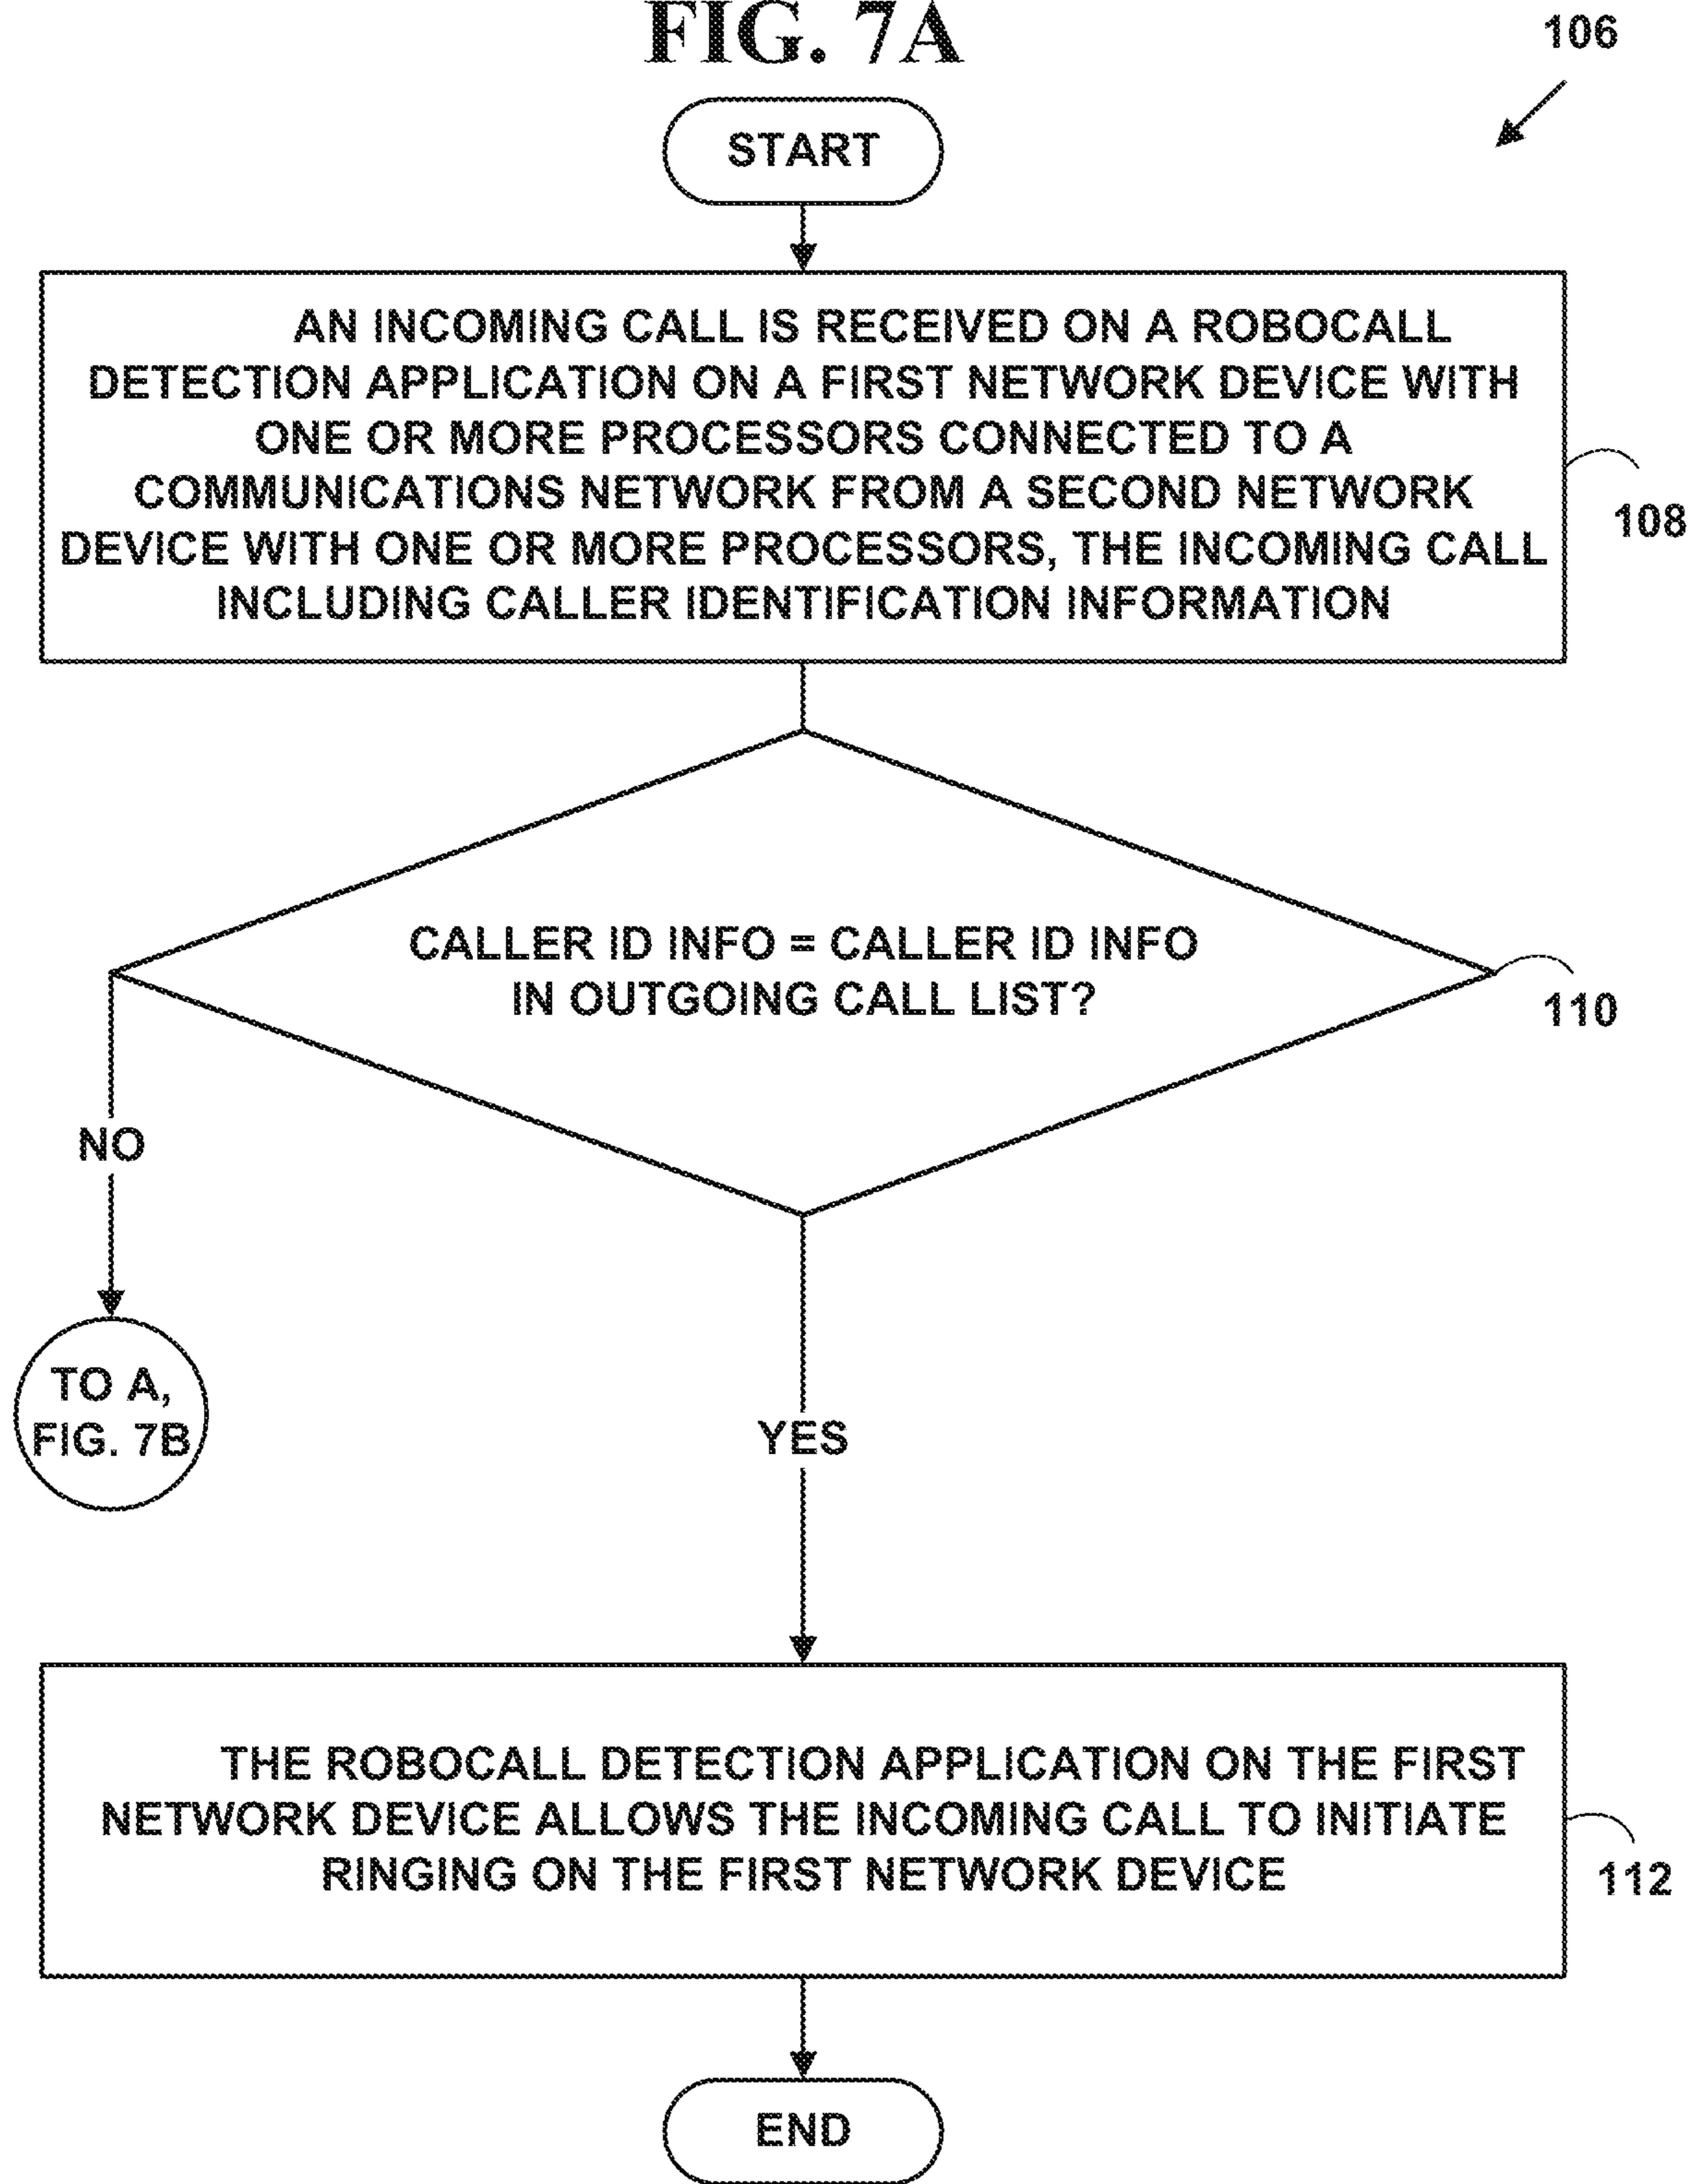 FIG. 7A
106
START
AN INCOMING CALL IS RECEIVED ON A ROBOCALL
DETECTION APPLICATION ON A FIRST NETWORK DEVICE WITH
ONE OR MORE PROCESSORS CONNECTED TO A
COMMUNICATIONS NETWORK FROM A SECOND NETWORK
DEVICE WITH ONE OR MORE PROCESSORS, THE INCOMING CALL
INCLUDING CALLER IDENTIFICATION INFORMATION
108
CALLER ID INFO = CALLER ID INFO
IN OUTGOING CALL LIST?
110
NO
TO A,
FIG. 7B
YES
THE ROBOCALL DETECTION APPLICATION ON THE FIRST
NETWORK DEVICE ALLOWS THE INCOMING CALL TO INITIATE
RINGING ON THE FIRST NETWORK DEVICE
112
END